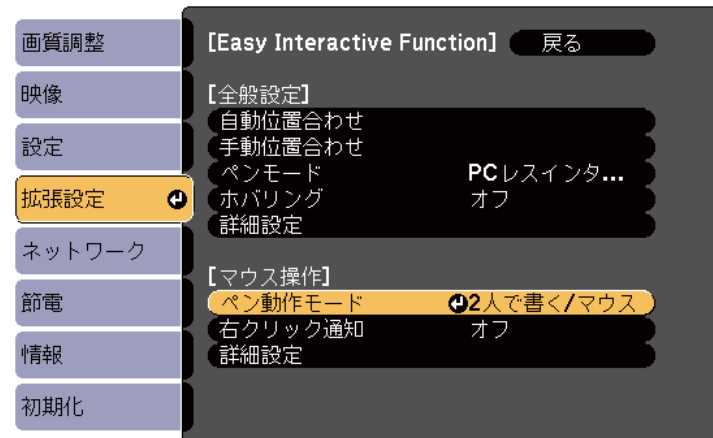 画質調整
映像
設定
拡張設定
ネットワーク
節電
情報
初期化
[Easy Interactive Function] 戻る
[全般設定]
自動位置合わせ
手動位置合わせ
ペンモード PCレスインタ...
ホバリング オフ
詳細設定
[マウス操作]
ペン動作モード 2人で書く/マウス
右クリック通知 オフ
詳細設定